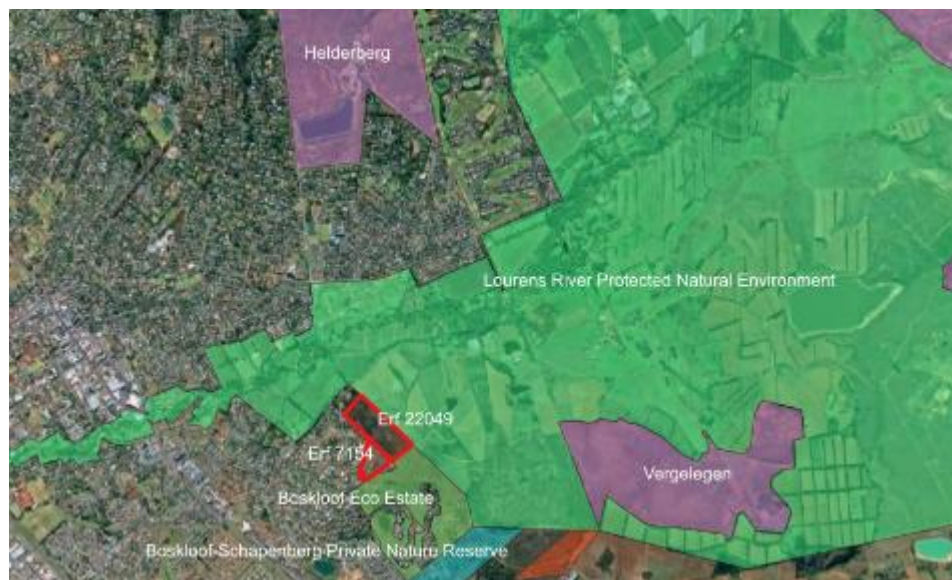 Helderberg
Lourens River Protected Natural Environment
Erf 22049
Erf 7154
Vergelegen
Boskloof Eco Estate
Boskloof-Schapenberg Private Nature Reserve